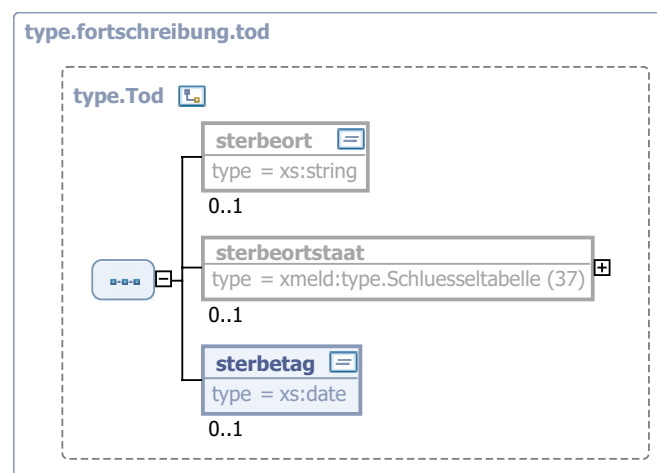 type.fortschreibung.tod
type.Tod
sterbeort
type = xs:string
0..1
sterbeortstaat
type = xmeld:type.Schluesseltabelle (37)
0..1
sterbetag
type = xs:date
0..1